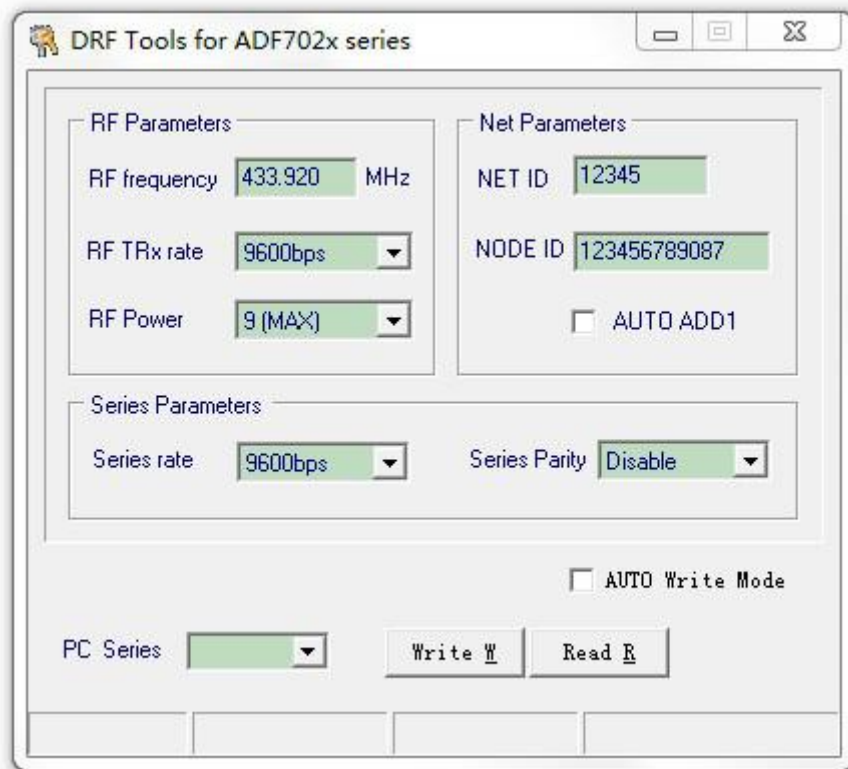 DRF Tools for ADF702x series
RF Parameters
RF frequency 433.920 MHz
RF TRx rate 9600bps
RF Power 9 (MAX)
Net Parameters
NET ID 12345
NODE ID 123456789087
AUTO ADD1
Series Parameters
Series rate 9600bps
Series Parity Disable
AUTO Write Mode
PC Series
Write W
Read R